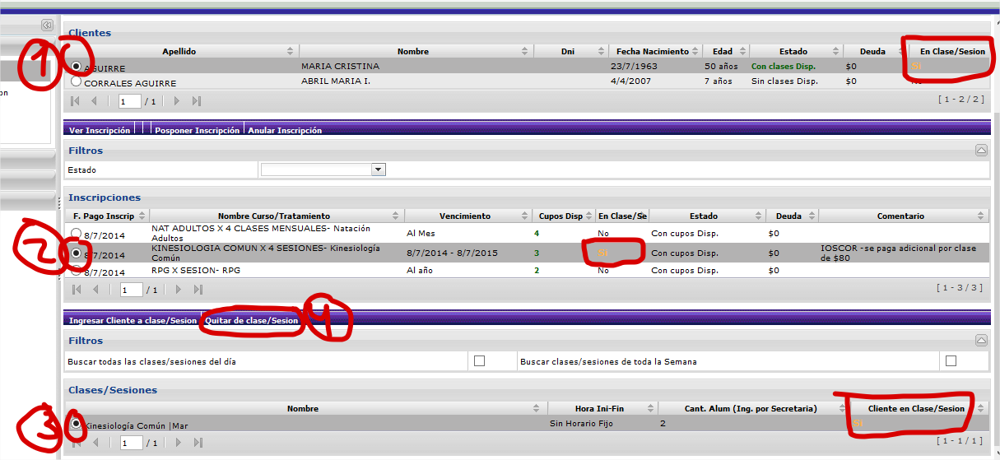 Clientes
1
Apellido Nombre Dni Fecha Nacimiento Edad Estado Deuda En Clase/Sesion
AGUIRRE MARIA CRISTINA 23/7/1963 50 años Con clases Disp. $0 Si
CORRALES AGUIRRE ABRIL MARIA I. 4/4/2007 7 años Sin clases Disp. $0 No
on
1 / 1 [ 1 - 2 / 2 ]
Ver Inscripción Posponer Inscripción Anular Inscripción
Filtros
Estado
Inscripciones
F. Pago Inscrip Nombre Curso/Tratamiento Vencimiento Cupos Disp En Clase/Se Estado Deuda Comentario
8/7/2014 NAT ADULTOS X 4 CLASES MENSUALES- Natación Adultos Al Mes 4 No Con cupos Disp. $0
2
8/7/2014 KINESIOLOGIA COMUN X 4 SESIONES- Kinesiología Común 8/7/2014 - 8/7/2015 3 Si Con cupos Disp. $0 IOSCOR -se paga adicional por clase de $80
8/7/2014 RPG X SESION- RPG Al año 2 No Con cupos Disp. $0
1 / 1 [ 1 - 3 / 3 ]
Ingresar Cliente a clase/Sesion Quitar de clase/Sesion 4
Filtros
Buscar todas las clases/sesiones del día Buscar clases/sesiones de toda la Semana
Clases/Sesiones
Nombre Hora Ini-Fin Cant. Alum (Ing. por Secretaria) Cliente en Clase/Sesion
3
Kinesiología Común |Mar Sin Horario Fijo 2 Si
1 / 1 [ 1 - 1 / 1 ]